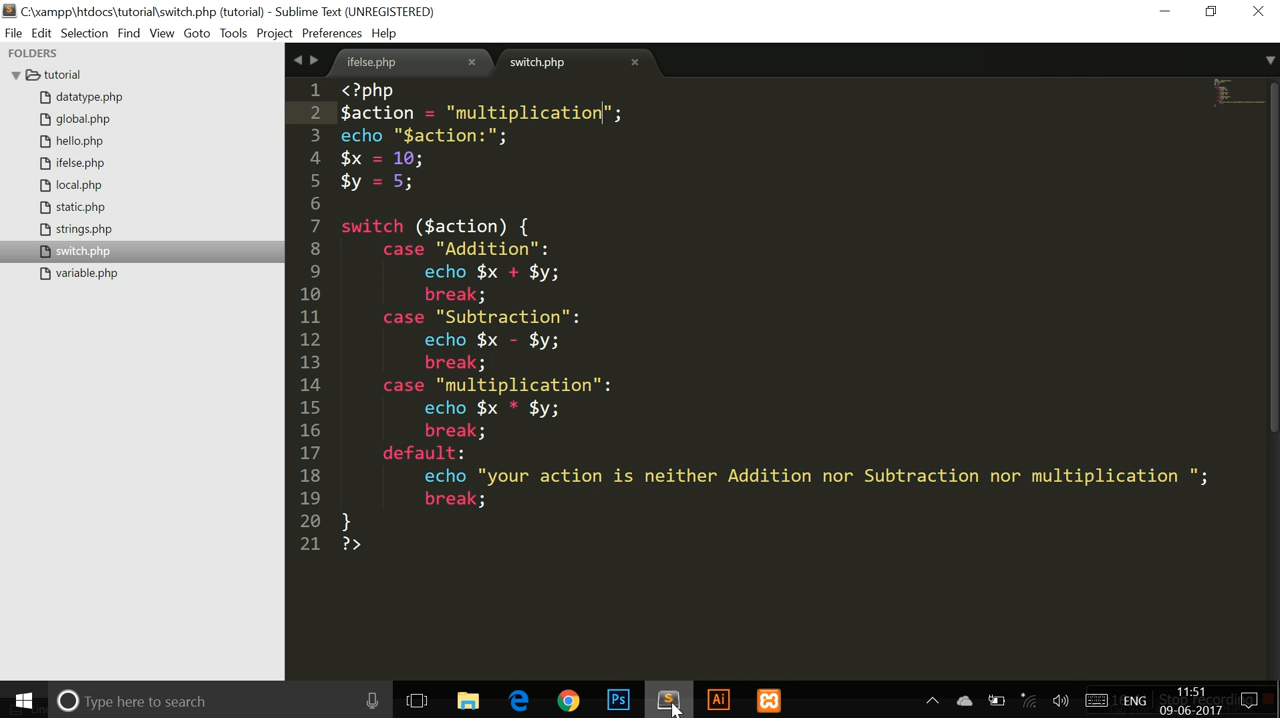 C:\xampp\htdocs\tutorial\switch.php (tutorial) - Sublime Text (UNREGISTERED)
File Edit Selection Find View Goto Tools Project Preferences Help
FOLDERS
tutorial
datatype.php
global.php
hello.php
ifelse.php
local.php
static.php
strings.php
switch.php
variable.php
ifelse.php
switch.php
1 <?php
2 $action = "multiplication";
3 echo "$action:";
4 $x = 10;
5 $y = 5;
6
7 switch ($action) {
8 case "Addition":
9 echo $x + $y;
10 break;
11 case "Subtraction":
12 echo $x - $y;
13 break;
14 case "multiplication":
15 echo $x * $y;
16 break;
17 default:
18 echo "your action is neither Addition nor Subtraction nor multiplication ";
19 break;
20 }
21 ?>
Type here to search
Ps
S
Ai
ENG
11:51
Stop recording
09-06-2017